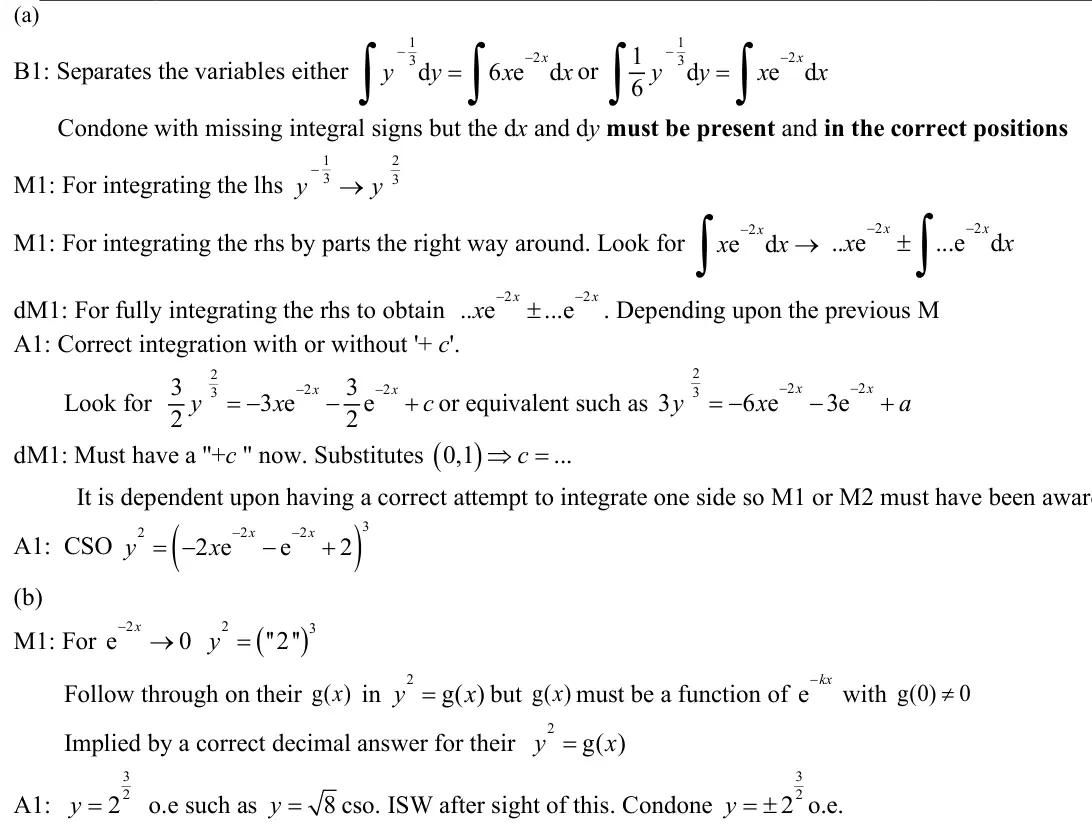 (a)
B1: Separates the variables either ∫ y^(-1/3) dy = ∫ 6xe^(-2x) dx or ∫ 1/6 y^(-1/3) dy = ∫ xe^(-2x) dx
Condone with missing integral signs but the dx and dy must be present and in the correct positions
M1: For integrating the lhs y^(-1/3) → y^(2/3)
M1: For integrating the rhs by parts the right way around. Look for ∫ xe^(-2x) dx → ..xe^(-2x) ± ∫ ...e^(-2x) dx
dM1: For fully integrating the rhs to obtain ..xe^(-2x) ± ...e^(-2x) . Depending upon the previous M
A1: Correct integration with or without '+ c'.
Look for 3/2 y^(2/3) = −3xe^(-2x) − 3/2 e^(-2x) + c or equivalent such as 3y^(2/3) = −6xe^(-2x) − 3e^(-2x) + a
dM1: Must have a "+c " now. Substitutes (0,1) ⇒ c = ...
It is dependent upon having a correct attempt to integrate one side so M1 or M2 must have been awar
A1: CSO y^2 = (−2xe^(-2x) − e^(-2x) + 2)^3
(b)
M1: For e^(-2x) → 0 y^2 = ("2")^3
Follow through on their g(x) in y^2 = g(x) but g(x) must be a function of e^(-kx) with g(0) ≠ 0
Implied by a correct decimal answer for their y^2 = g(x)
A1: y = 2^(3/2) o.e such as y = √8 cso. ISW after sight of this. Condone y = ±2^(3/2) o.e.